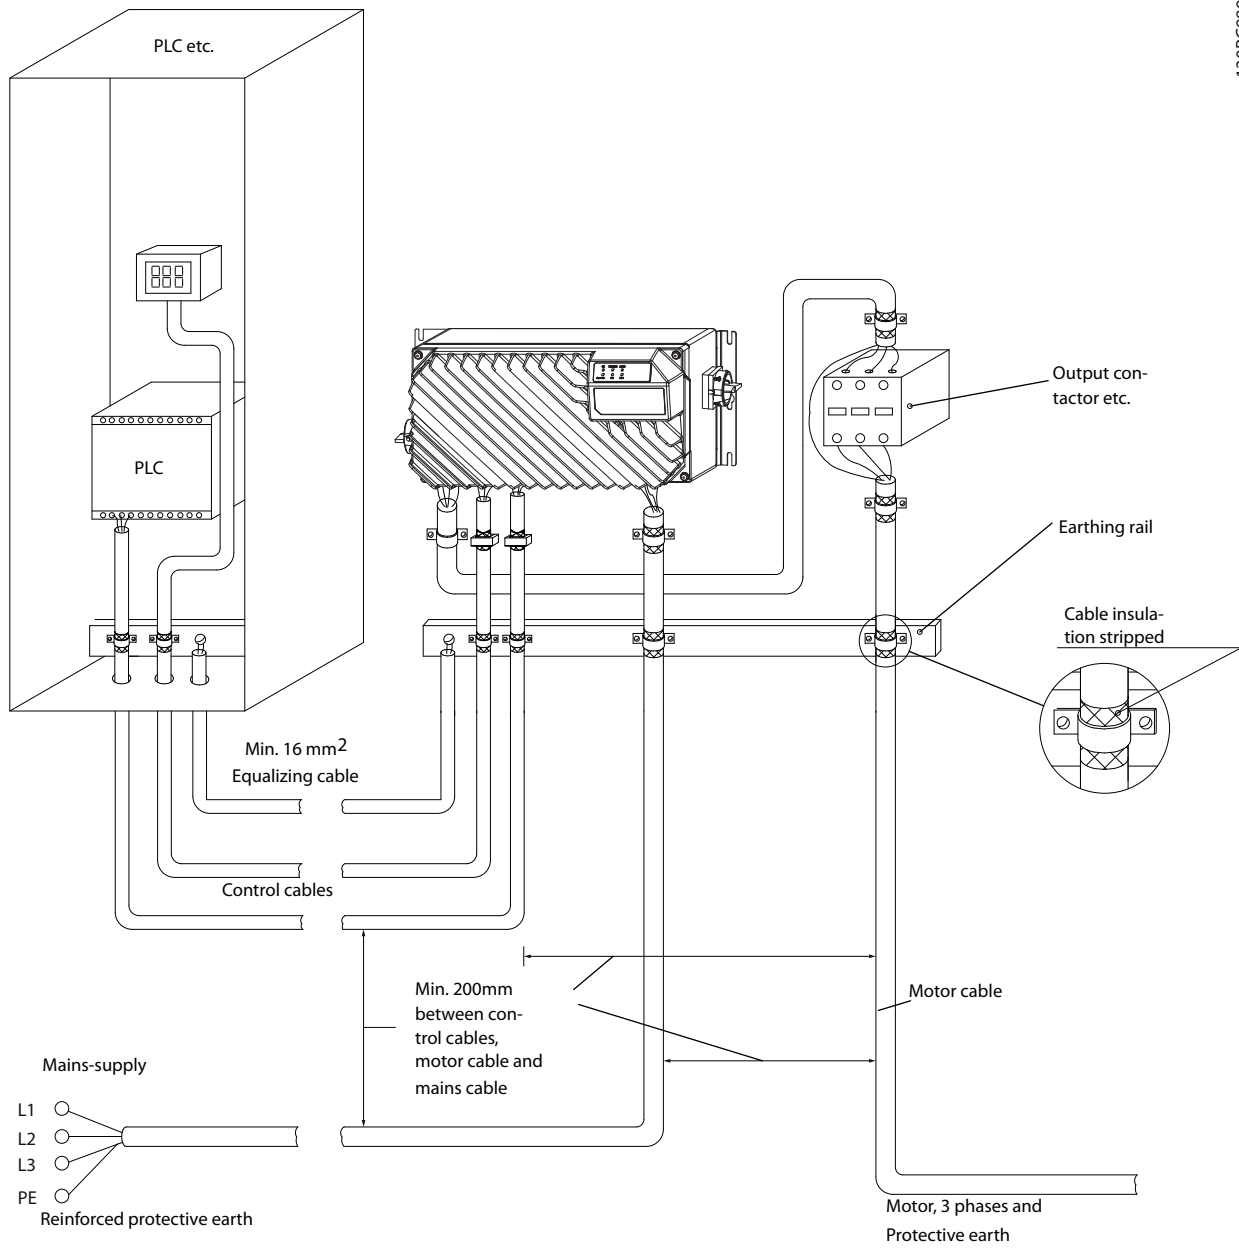 PLC etc.
PLC
Output con-
tactor etc.
Earthing rail
Cable insula-
tion stripped
Min. 16 mm2
Equalizing cable
Control cables
Min. 200mm
between con-
trol cables,
motor cable and
mains cable
Motor cable
Mains-supply
L1
L2
L3
PE
Reinforced protective earth
Motor, 3 phases and
Protective earth